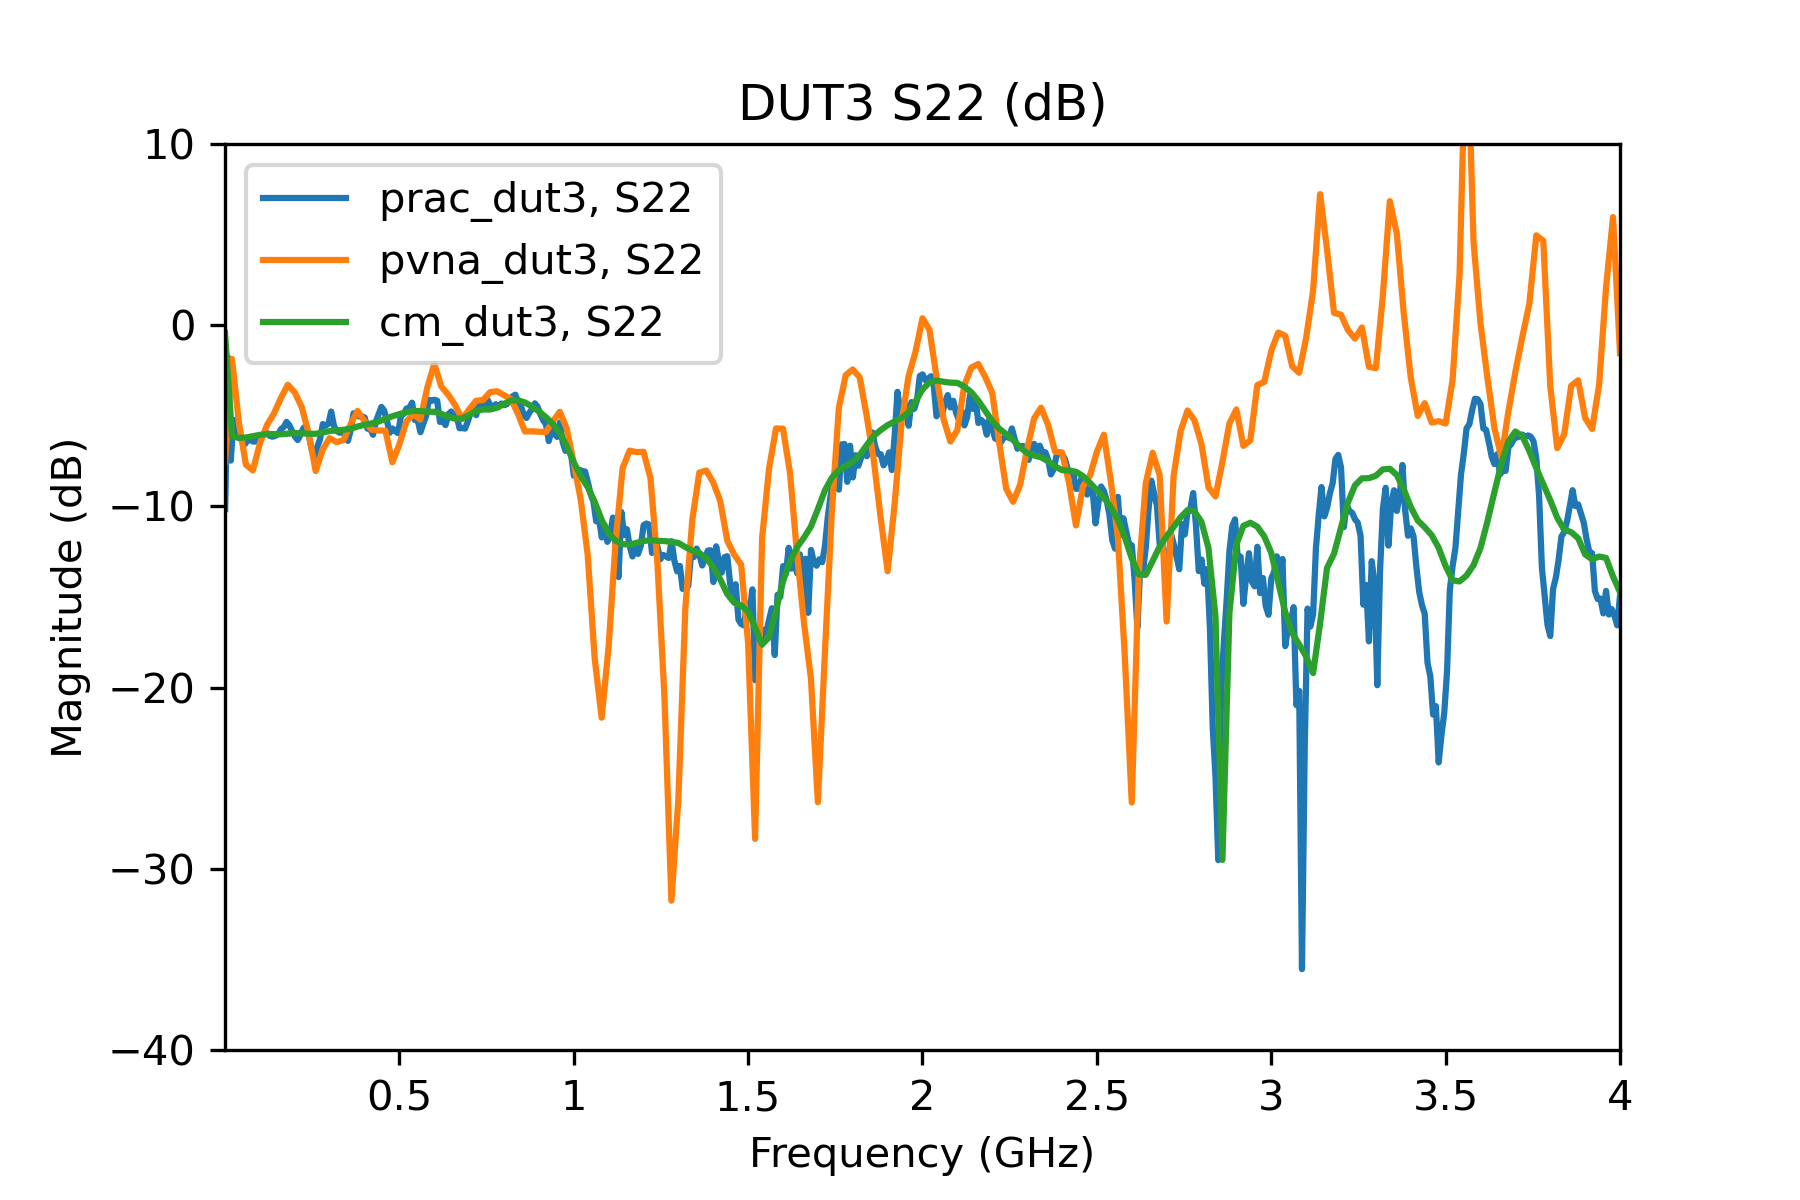 DUT3 S22 (dB)
prac_dut3, S22
pvna_dut3, S22
cm_dut3, S22
10
0
−10
−20
−30
−40
Magnitude (dB)
0.5 1 1.5 2 2.5 3 3.5 4
Frequency (GHz)